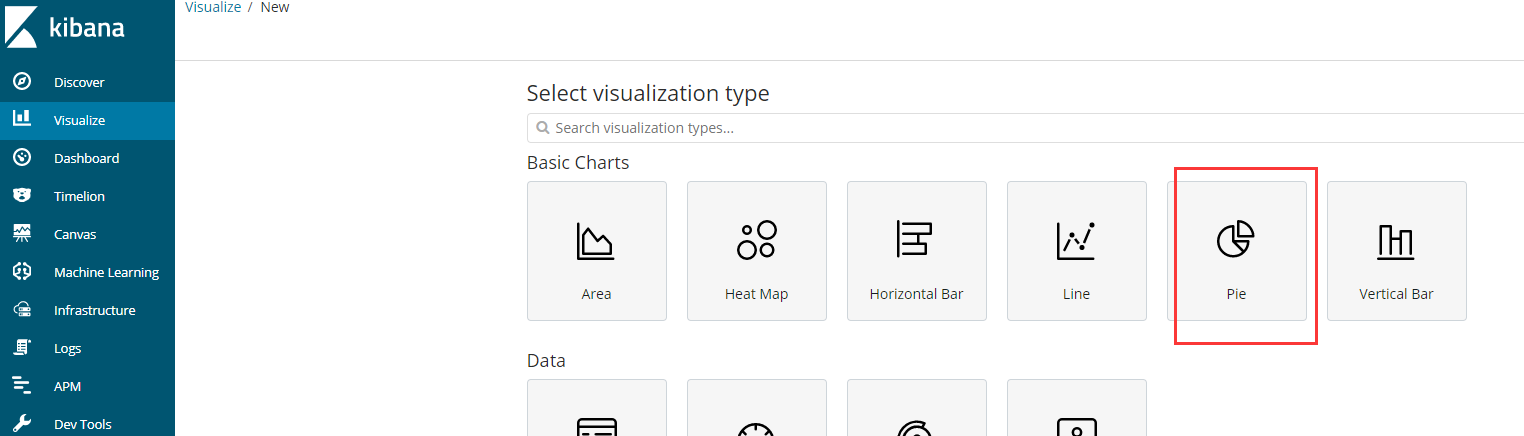 Visualize / New
kibana
Discover
Visualize
Dashboard
Timelion
Canvas
Machine Learning
Infrastructure
Logs
APM
Dev Tools
Select visualization type
Search visualization types...
Basic Charts
Area
Heat Map
Horizontal Bar
Line
Pie
Vertical Bar
Data